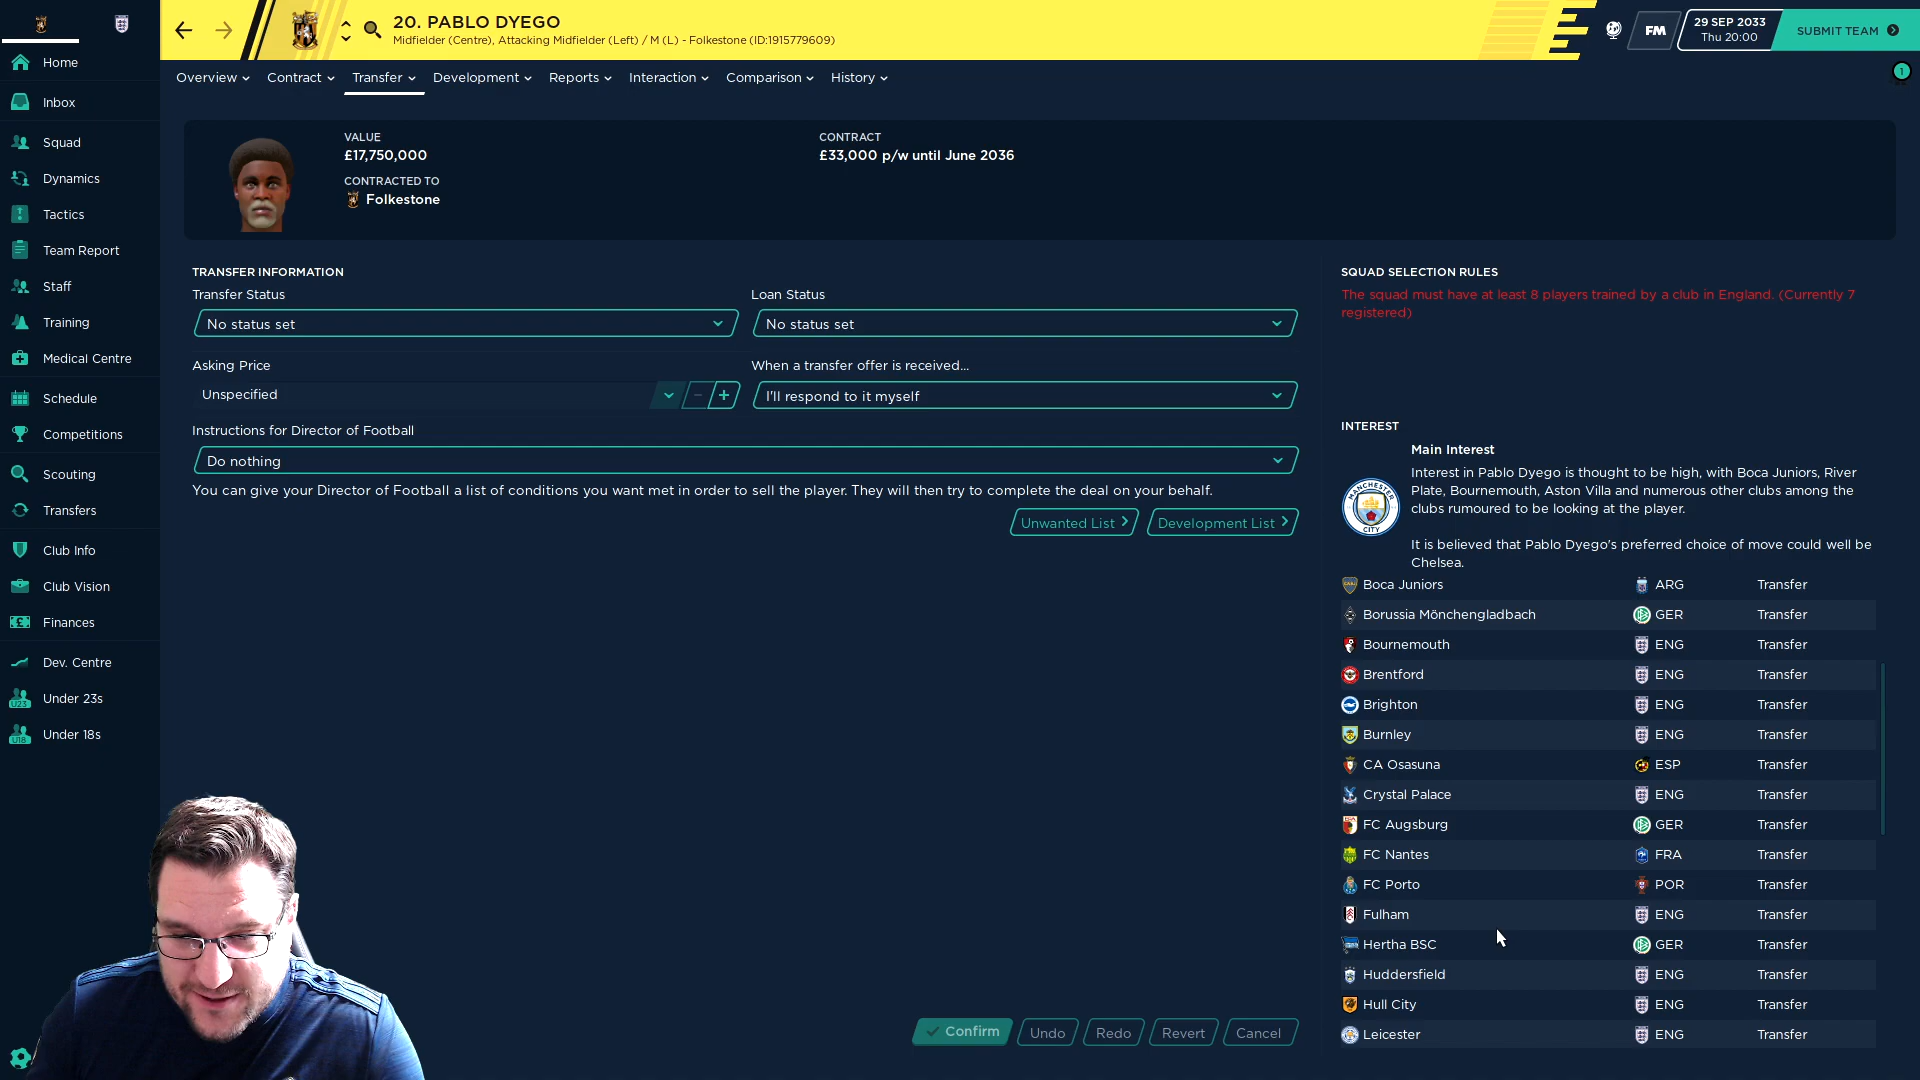 20. PABLO DYEGO
Midfielder (Centre), Attacking Midfielder (Left) / M (L) - Folkestone (ID:1915779609)
FM
29 SEP 2033
Thu 20:00
SUBMIT TEAM
1
Home
Inbox
Squad
Dynamics
Tactics
Team Report
Staff
Training
Medical Centre
Schedule
Competitions
Scouting
Transfers
Club Info
Club Vision
Finances
Dev. Centre
U23
Under 23s
U18
Under 18s
Overview
Contract
Transfer
Development
Reports
Interaction
Comparison
History
VALUE
£17,750,000
CONTRACTED TO
Folkestone
CONTRACT
£33,000 p/w until June 2036
TRANSFER INFORMATION
Transfer Status
No status set
Loan Status
No status set
Asking Price
Unspecified
When a transfer offer is received...
I'll respond to it myself
Instructions for Director of Football
Do nothing
You can give your Director of Football a list of conditions you want met in order to sell the player. They will then try to complete the deal on your behalf.
Unwanted List
Development List
Confirm
Undo
Redo
Revert
Cancel
SQUAD SELECTION RULES
The squad must have at least 8 players trained by a club in England. (Currently 7
registered)
INTEREST
MANCHESTER
CITY
Main Interest
Interest in Pablo Dyego is thought to be high, with Boca Juniors, River
Plate, Bournemouth, Aston Villa and numerous other clubs among the
clubs rumoured to be looking at the player.
It is believed that Pablo Dyego's preferred choice of move could well be
Chelsea.
Boca Juniors ARG Transfer
Borussia Mönchengladbach GER Transfer
Bournemouth ENG Transfer
Brentford ENG Transfer
Brighton ENG Transfer
Burnley ENG Transfer
CA Osasuna ESP Transfer
Crystal Palace ENG Transfer
FC Augsburg GER Transfer
FC Nantes FRA Transfer
FC Porto POR Transfer
Fulham ENG Transfer
Hertha BSC GER Transfer
Huddersfield ENG Transfer
Hull City ENG Transfer
Leicester ENG Transfer